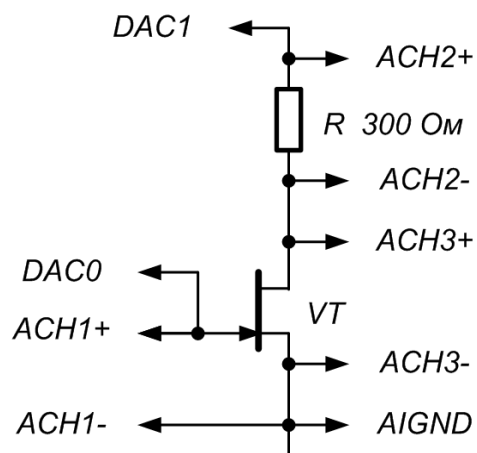 DAC1
ACH2+
R 300 Ом
ACH2-
ACH3+
DAC0
VT
ACH1+
ACH3-
ACH1-
AIGND